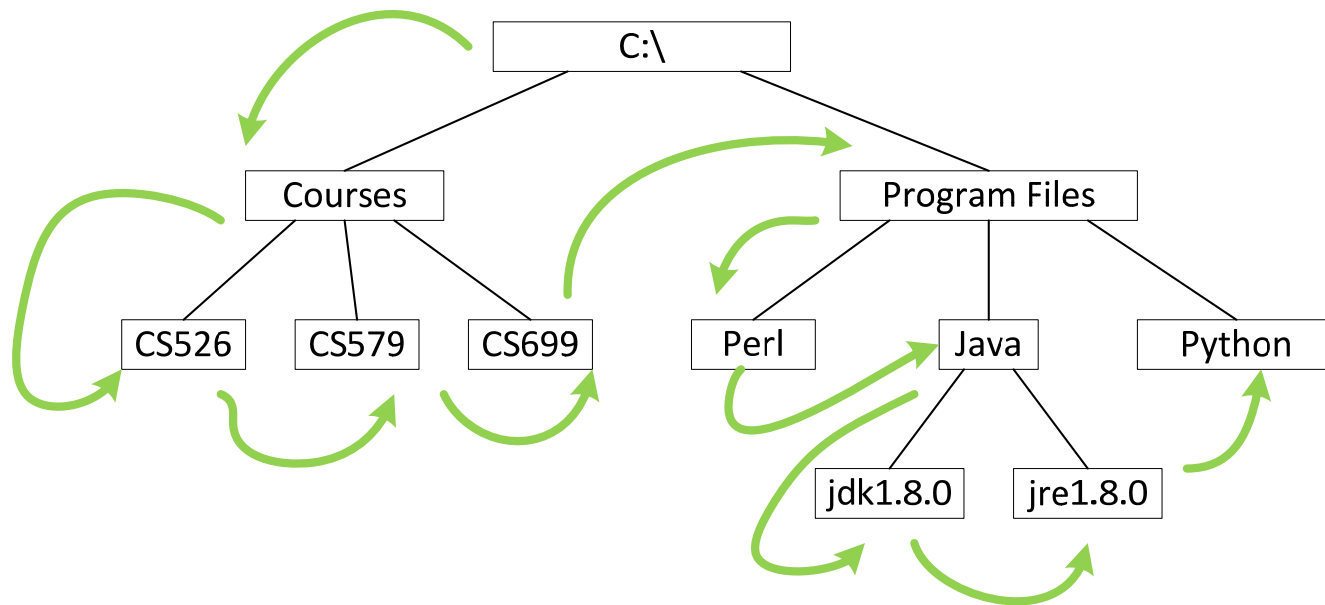 C:\
Courses
Program Files
CS526
CS579
CS699
Perl
Java
Python
jdk1.8.0
jre1.8.0